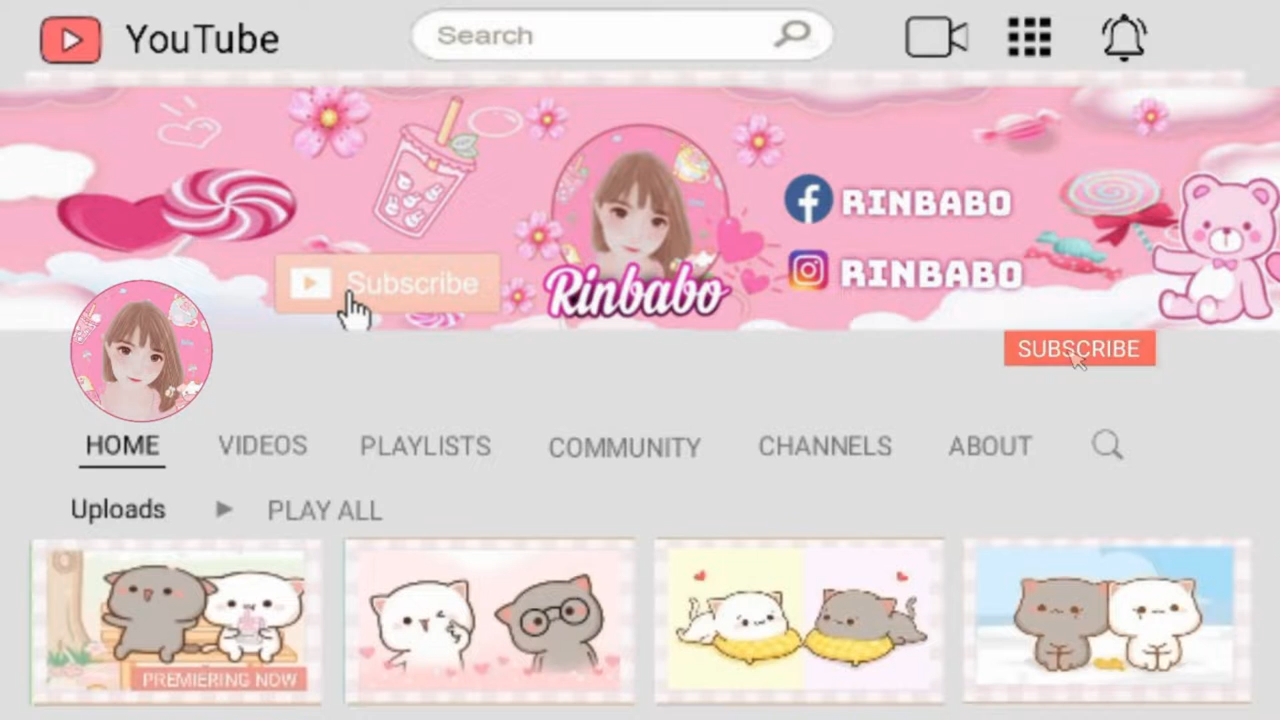 YouTube
Search
RINBABO
Subscribe
Rinbabo
RINBABO
SUBSCRIBE
HOME VIDEOS PLAYLISTS COMMUNITY CHANNELS ABOUT
Uploads PLAY ALL
PREMIERING NOW